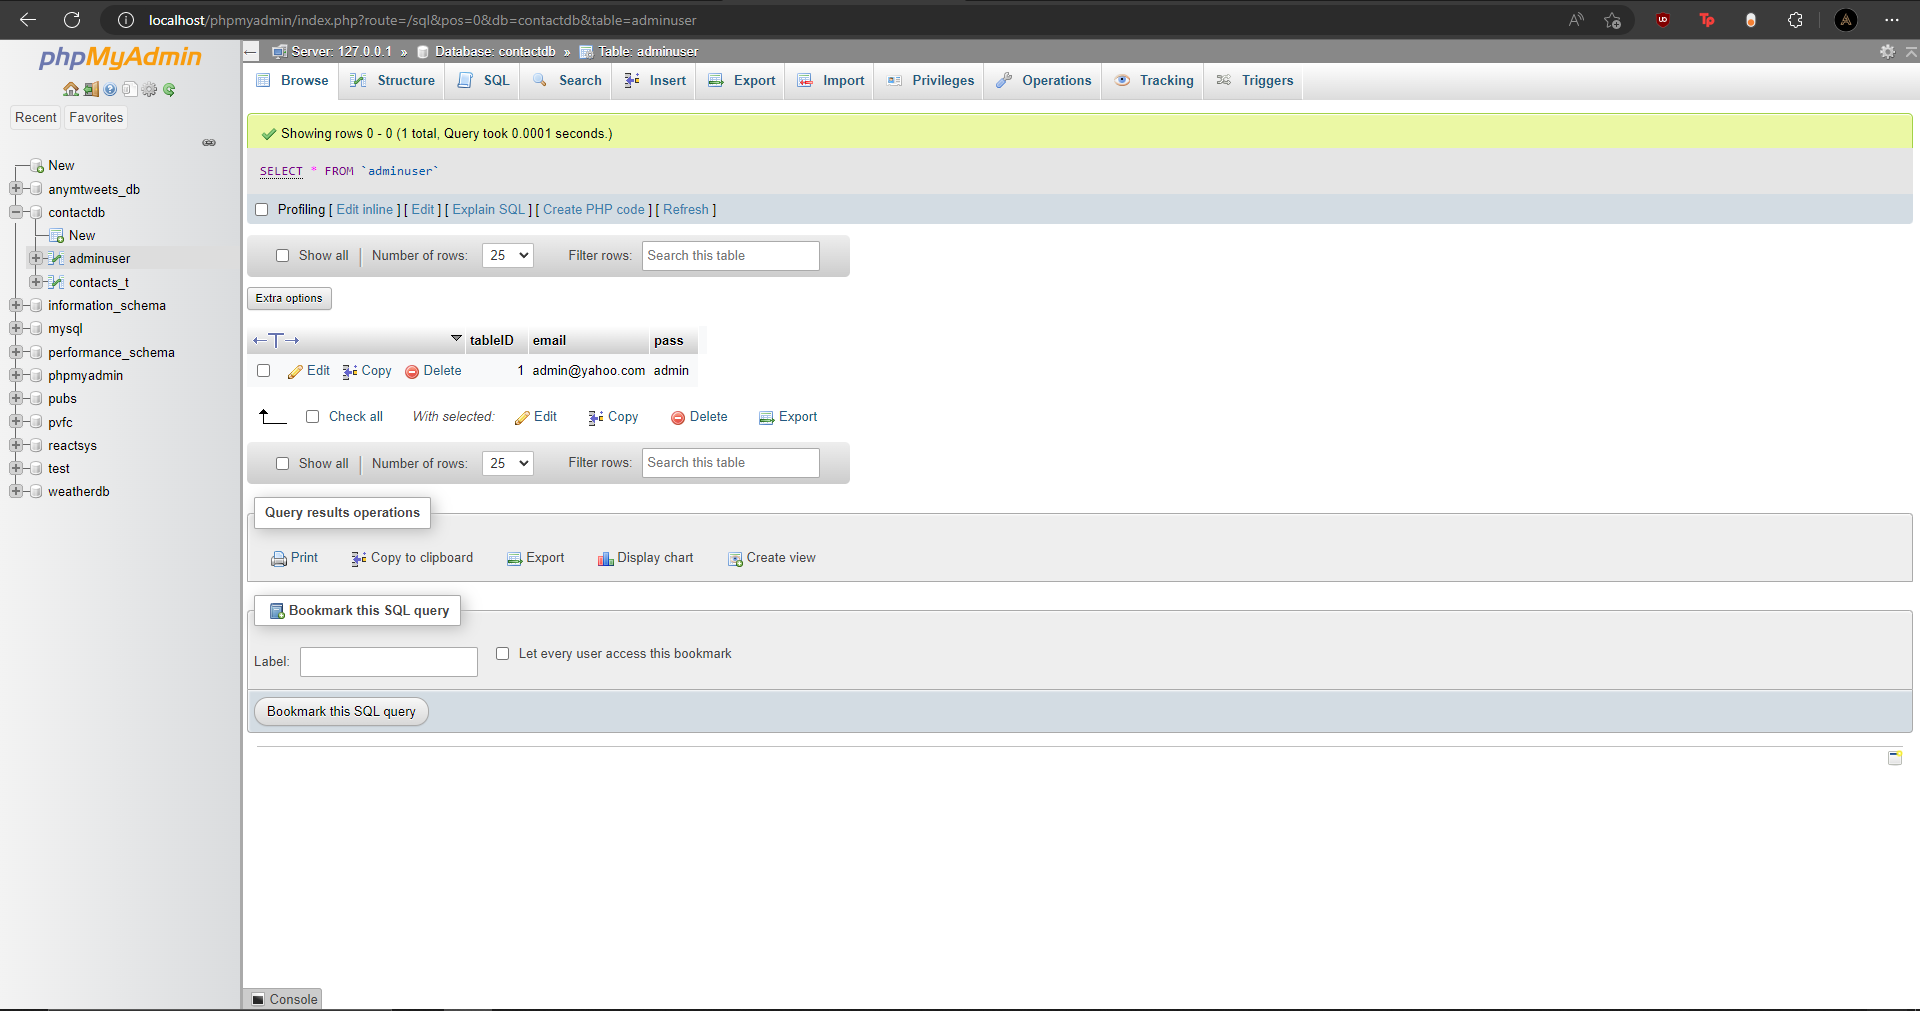 localhost/phpmyadmin/index.php?route=/sql&pos=0&db=contactdb&table=adminuser
phpMyAdmin
Recent Favorites
New
anymtweets_db
contactdb
New
adminuser
contacts_t
information_schema
mysql
performance_schema
phpmyadmin
pubs
pvfc
reactsys
test
weatherdb
Server: 127.0.0.1 » Database: contactdb » Table: adminuser
Browse Structure SQL Search Insert Export Import Privileges Operations Tracking Triggers
Showing rows 0 - 0 (1 total, Query took 0.0001 seconds.)
SELECT * FROM `adminuser`
Profiling [ Edit inline ] [ Edit ] [ Explain SQL ] [ Create PHP code ] [ Refresh ]
Show all Number of rows: 25 Filter rows: Search this table
Extra options
←T→ tableID email pass
Edit Copy Delete 1 admin@yahoo.com admin
Check all With selected: Edit Copy Delete Export
Show all Number of rows: 25 Filter rows: Search this table
Query results operations
Print Copy to clipboard Export Display chart Create view
Bookmark this SQL query
Label: Let every user access this bookmark
Bookmark this SQL query
Console